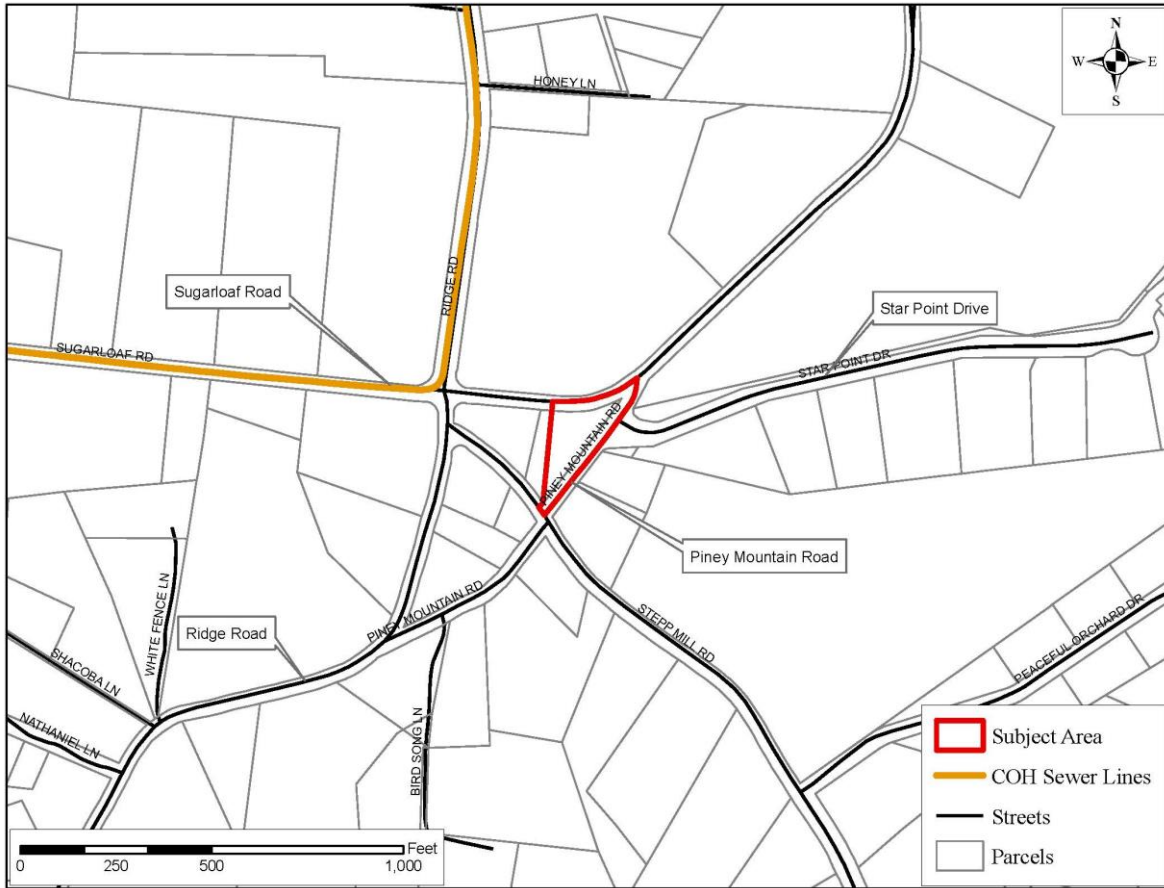 N
W E
S
HONEY LN
RIDGE RD
Sugarloaf Road
SUGARLOAF RD
Star Point Drive
STAR POINT DR
PINEY MOUNTAIN RD
Piney Mountain Road
PINEY MOUNTAIN RD
STEPP MILL RD
WHITE FENCE LN
Ridge Road
SHACOBA LN
NATHANIEL LN
BIRD SONG LN
PEACEFUL ORCHARD DR
Subject Area
COH Sewer Lines
Streets
Parcels
Feet
0 250 500 1,000